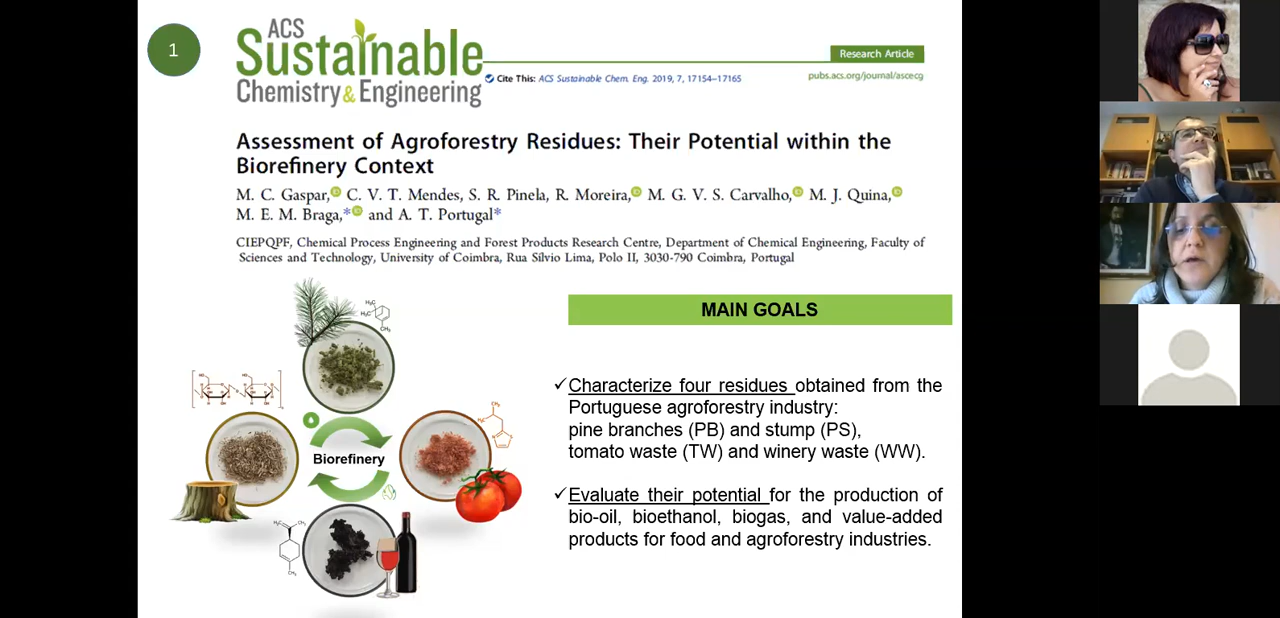 1
ACS
Sustainable
Chemistry & Engineering
Research Article
Cite This: ACS Sustainable Chem. Eng. 2019, 7, 17154−17165
pubs.acs.org/journal/ascecg
Assessment of Agroforestry Residues: Their Potential within the
Biorefinery Context
M. C. Gaspar, C. V. T. Mendes, S. R. Pinela, R. Moreira, M. G. V. S. Carvalho, M. J. Quina,
M. E. M. Braga,* and A. T. Portugal*
CIEPQPF, Chemical Process Engineering and Forest Products Research Centre, Department of Chemical Engineering, Faculty of
Sciences and Technology, University of Coimbra, Rua Sílvio Lima, Polo II, 3030-790 Coimbra, Portugal
Biorefinery
MAIN GOALS
✓Characterize four residues obtained from the
Portuguese agroforestry industry:
pine branches (PB) and stump (PS),
tomato waste (TW) and winery waste (WW).
✓Evaluate their potential for the production of
bio-oil, bioethanol, biogas, and value-added
products for food and agroforestry industries.